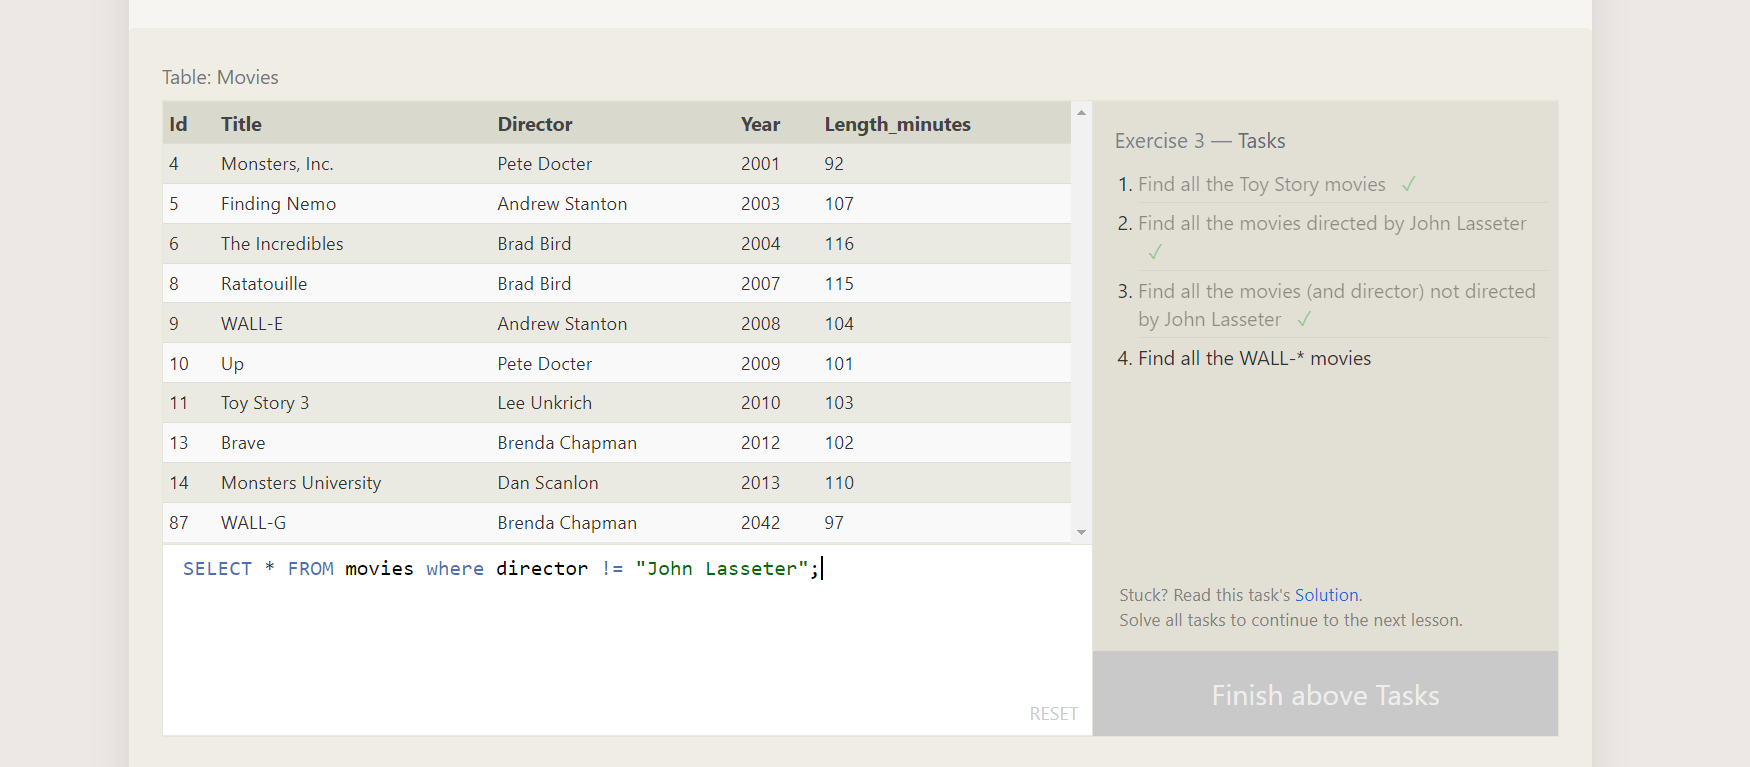 Table: Movies
Id Title Director Year Length_minutes
4 Monsters, Inc. Pete Docter 2001 92
5 Finding Nemo Andrew Stanton 2003 107
6 The Incredibles Brad Bird 2004 116
8 Ratatouille Brad Bird 2007 115
9 WALL-E Andrew Stanton 2008 104
10 Up Pete Docter 2009 101
11 Toy Story 3 Lee Unkrich 2010 103
13 Brave Brenda Chapman 2012 102
14 Monsters University Dan Scanlon 2013 110
87 WALL-G Brenda Chapman 2042 97
SELECT * FROM movies where director != "John Lasseter";
RESET
Exercise 3 — Tasks
1. Find all the Toy Story movies ✓
2. Find all the movies directed by John Lasseter
✓
3. Find all the movies (and director) not directed
by John Lasseter ✓
4. Find all the WALL-* movies
Stuck? Read this task's Solution.
Solve all tasks to continue to the next lesson.
Finish above Tasks